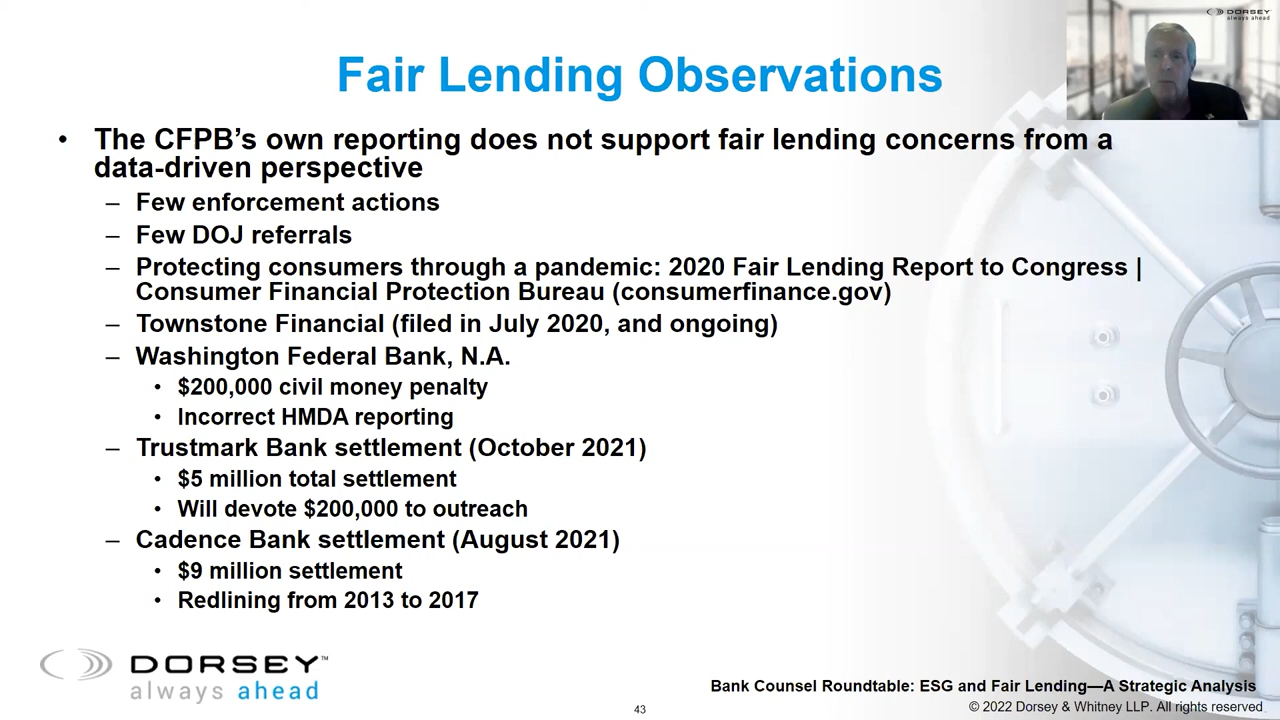 DORSEY
always ahead
Fair Lending Observations
• The CFPB’s own reporting does not support fair lending concerns from a
data-driven perspective
– Few enforcement actions
– Few DOJ referrals
– Protecting consumers through a pandemic: 2020 Fair Lending Report to Congress |
Consumer Financial Protection Bureau (consumerfinance.gov)
– Townstone Financial (filed in July 2020, and ongoing)
– Washington Federal Bank, N.A.
• $200,000 civil money penalty
• Incorrect HMDA reporting
– Trustmark Bank settlement (October 2021)
• $5 million total settlement
• Will devote $200,000 to outreach
– Cadence Bank settlement (August 2021)
• $9 million settlement
• Redlining from 2013 to 2017
DORSEY™
always ahead
Bank Counsel Roundtable: ESG and Fair Lending—A Strategic Analysis
43
© 2022 Dorsey & Whitney LLP. All rights reserved